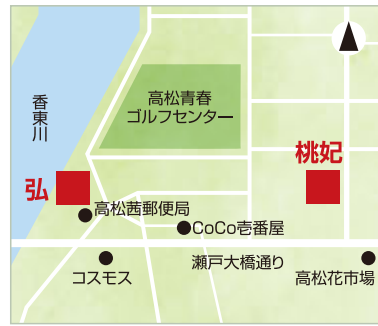 高松青春
ゴルフセンター
香東川
桃妃
弘
高松茜郵便局
CoCo壱番屋
瀬戸大橋通り
コスモス
高松花市場